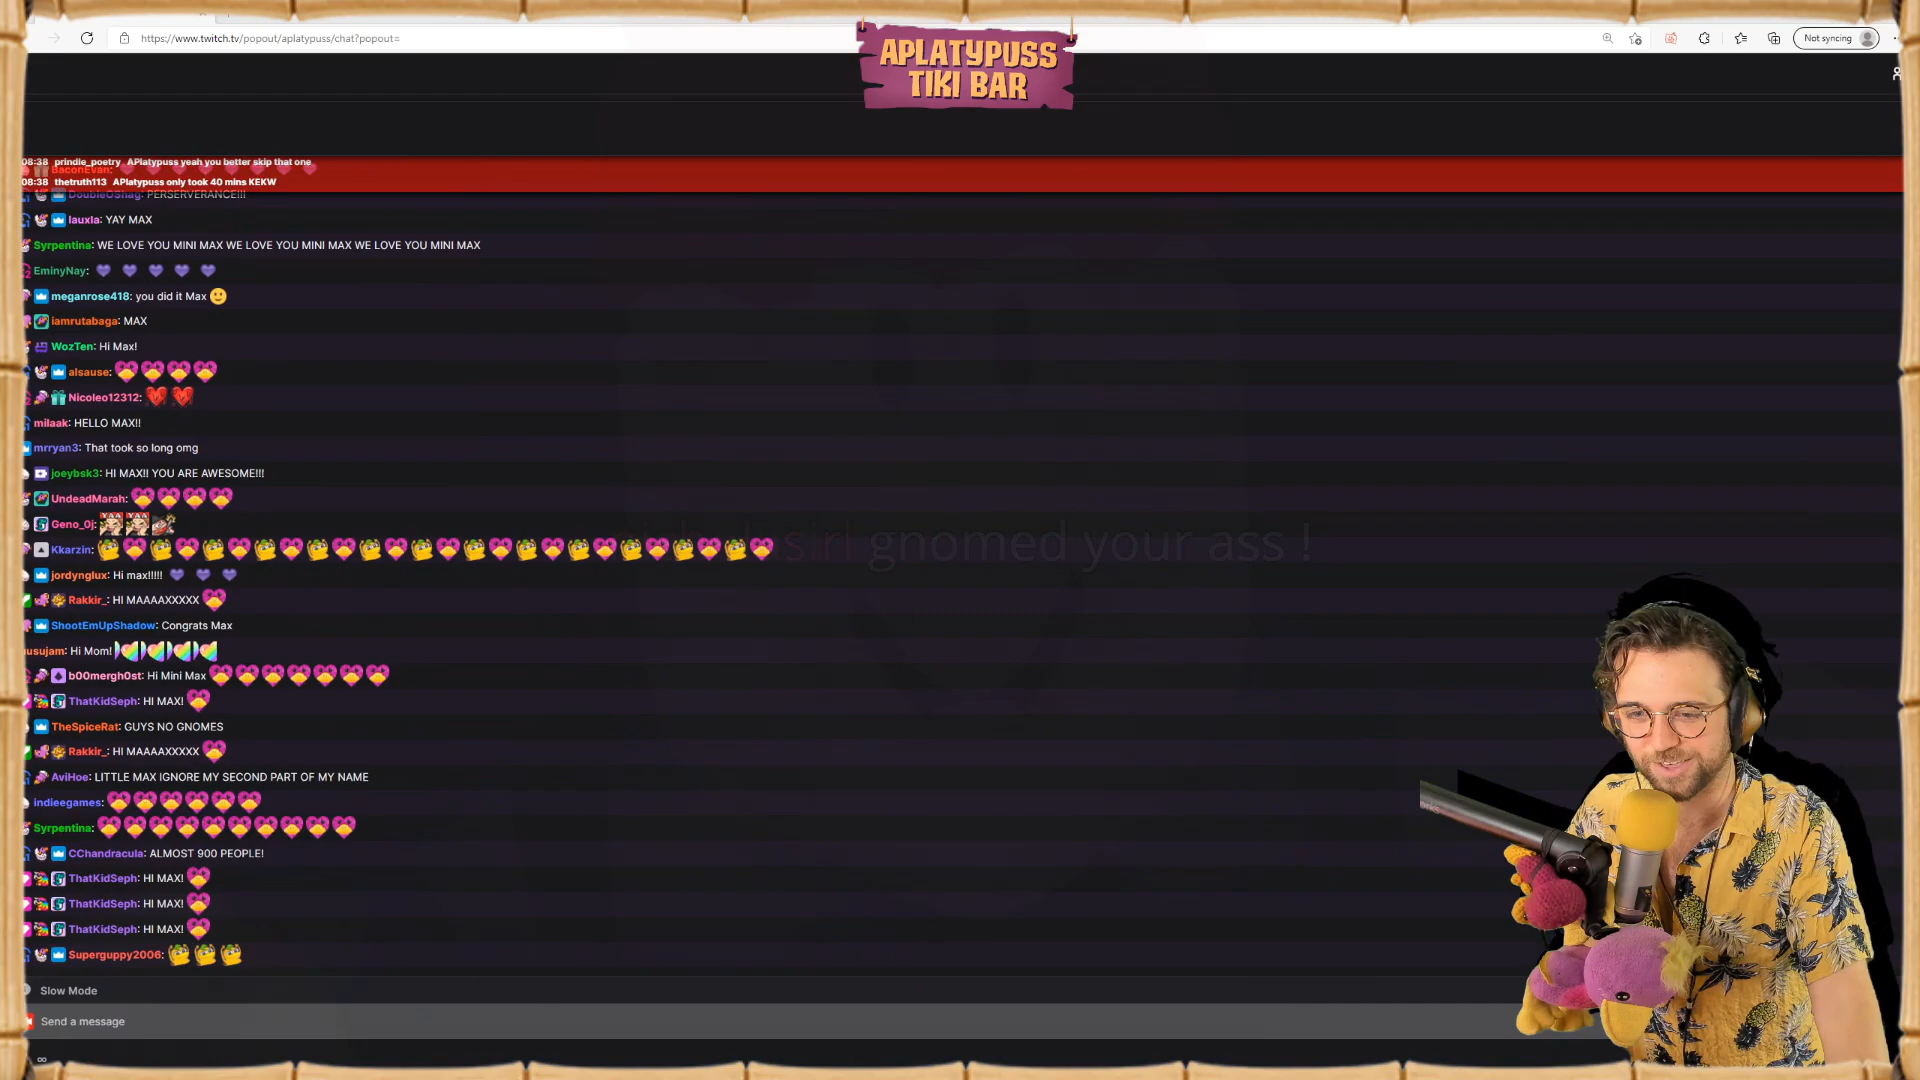 https://www.twitch.tv/popout/aplatypuss/chat?popout=
Not syncing
APLATYPUSS
TIKI BAR
08:38 prindle_poetry APlatypuss yeah you better skip that one
BaconEvan:
08:38 thetruth113 APlatypuss only took 40 mins KEKW
DoubleOShag: PERSERVERANCE!!!
lauxla: YAY MAX
Syrpentina: WE LOVE YOU MINI MAX WE LOVE YOU MINI MAX WE LOVE YOU MINI MAX
EminyNay:
meganrose418: you did it Max
iamrutabaga: MAX
WozTen: Hi Max!
alsause:
Nicoleo12312:
milaak: HELLO MAX!!
mrryan3: That took so long omg
joeybsk3: HI MAX!! YOU ARE AWESOME!!!
UndeadMarah:
Geno_0j:
Kkarzin:
gnomed your ass !
jordynglux: Hi max!!!!!
Rakkir_: HI MAAAAXXXXX
ShootEmUpShadow: Congrats Max
usujam: Hi Mom!
b00mergh0st: Hi Mini Max
ThatKidSeph: HI MAX!
TheSpiceRat: GUYS NO GNOMES
Rakkir_: HI MAAAAXXXXX
AviHoe: LITTLE MAX IGNORE MY SECOND PART OF MY NAME
indieegames:
Syrpentina:
CChandracula: ALMOST 900 PEOPLE!
ThatKidSeph: HI MAX!
ThatKidSeph: HI MAX!
ThatKidSeph: HI MAX!
Superguppy2006:
Slow Mode
Send a message